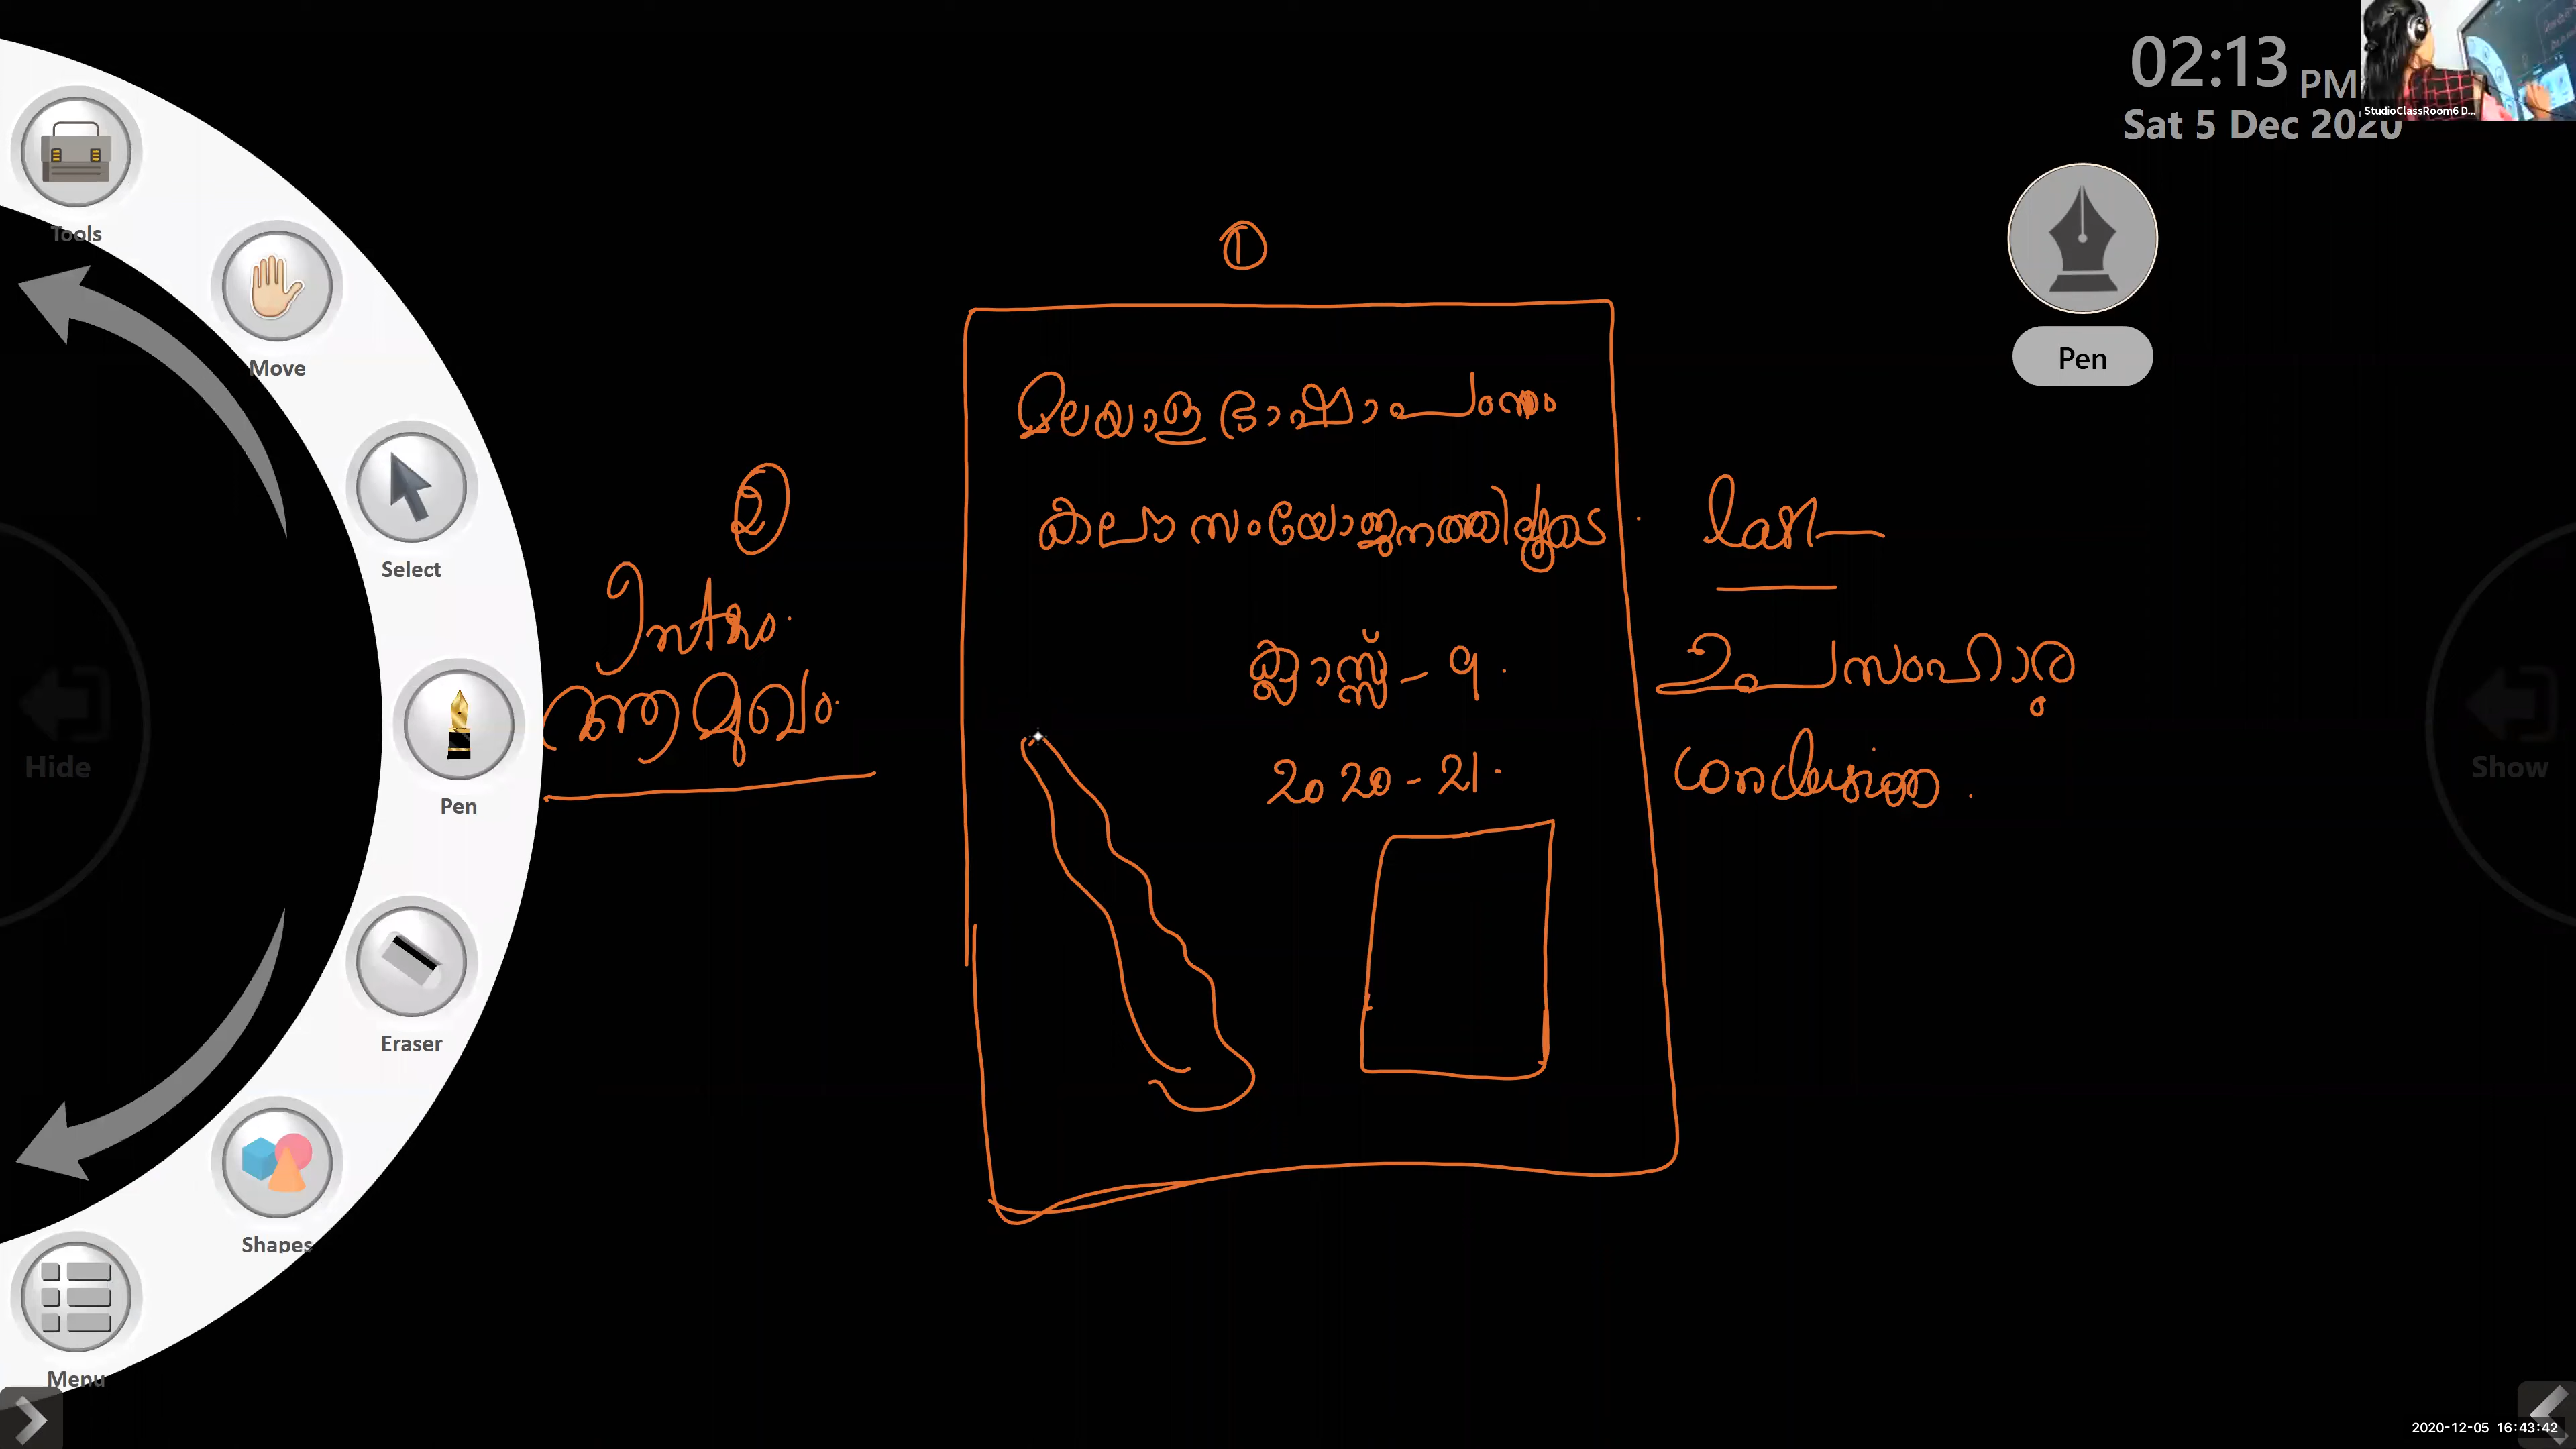 02:13 PM
StudioClassRoom6 D...
Sat 5 Dec 2020
Tools
Move
Select
Pen
Eraser
Shapes
Menu
Hide
Show
Pen
①
മലയാള ഭാഷാ പഠനം
കലാസംയോജനത്തിലൂടെ.
ക്ലാസ്സ് – 9.
2020-21.
②
Intro.
ആമുഖം.
last
ഉപസംഹാരം
conclusion.
2020-12-05 16:43:42